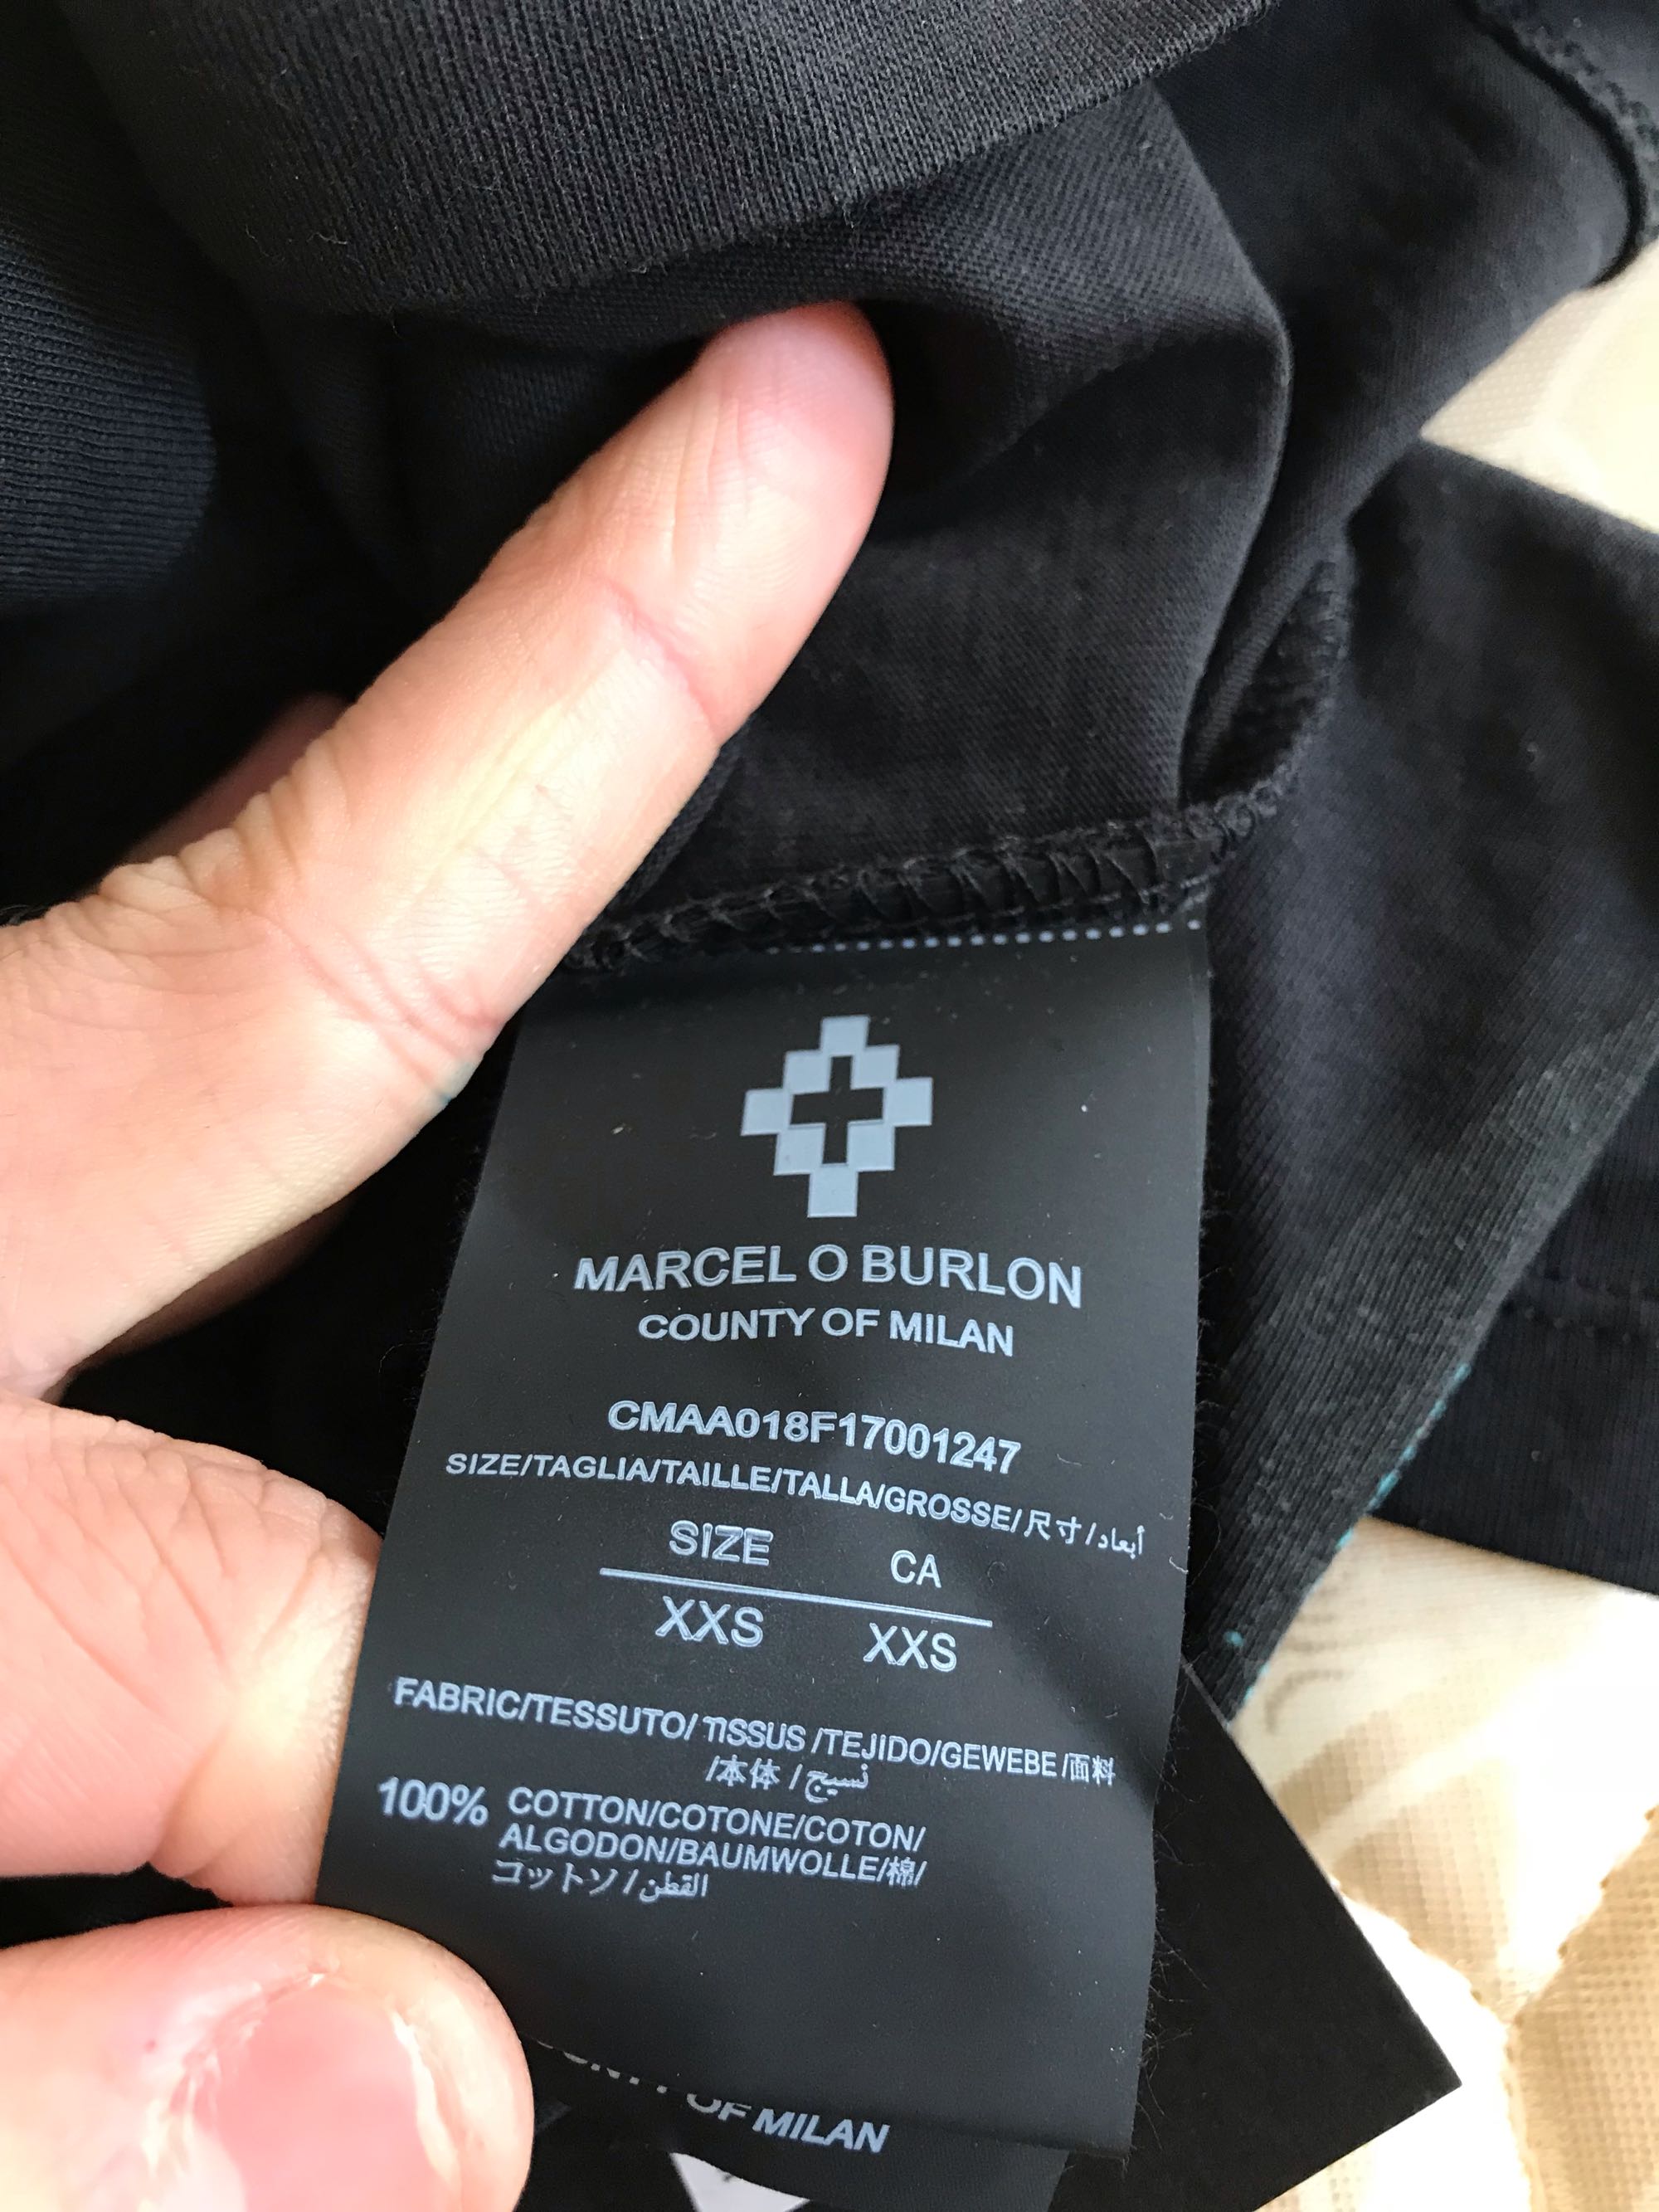 MARCELO BURLON
COUNTY OF MILAN
CMAA018F17001247
SIZE/TAGLIA/TAILLE/TALLA/GROSSE/尺寸/أبعاد
SIZE CA
XXS XXS
FABRIC/TESSUTO/TISSUS /TEJIDO/GEWEBE /面料
/本体 / نسيج
100% COTTON/COTONE/COTON/
ALGODON/BAUMWOLLE/棉/
コットソ / القطن
OF MILAN